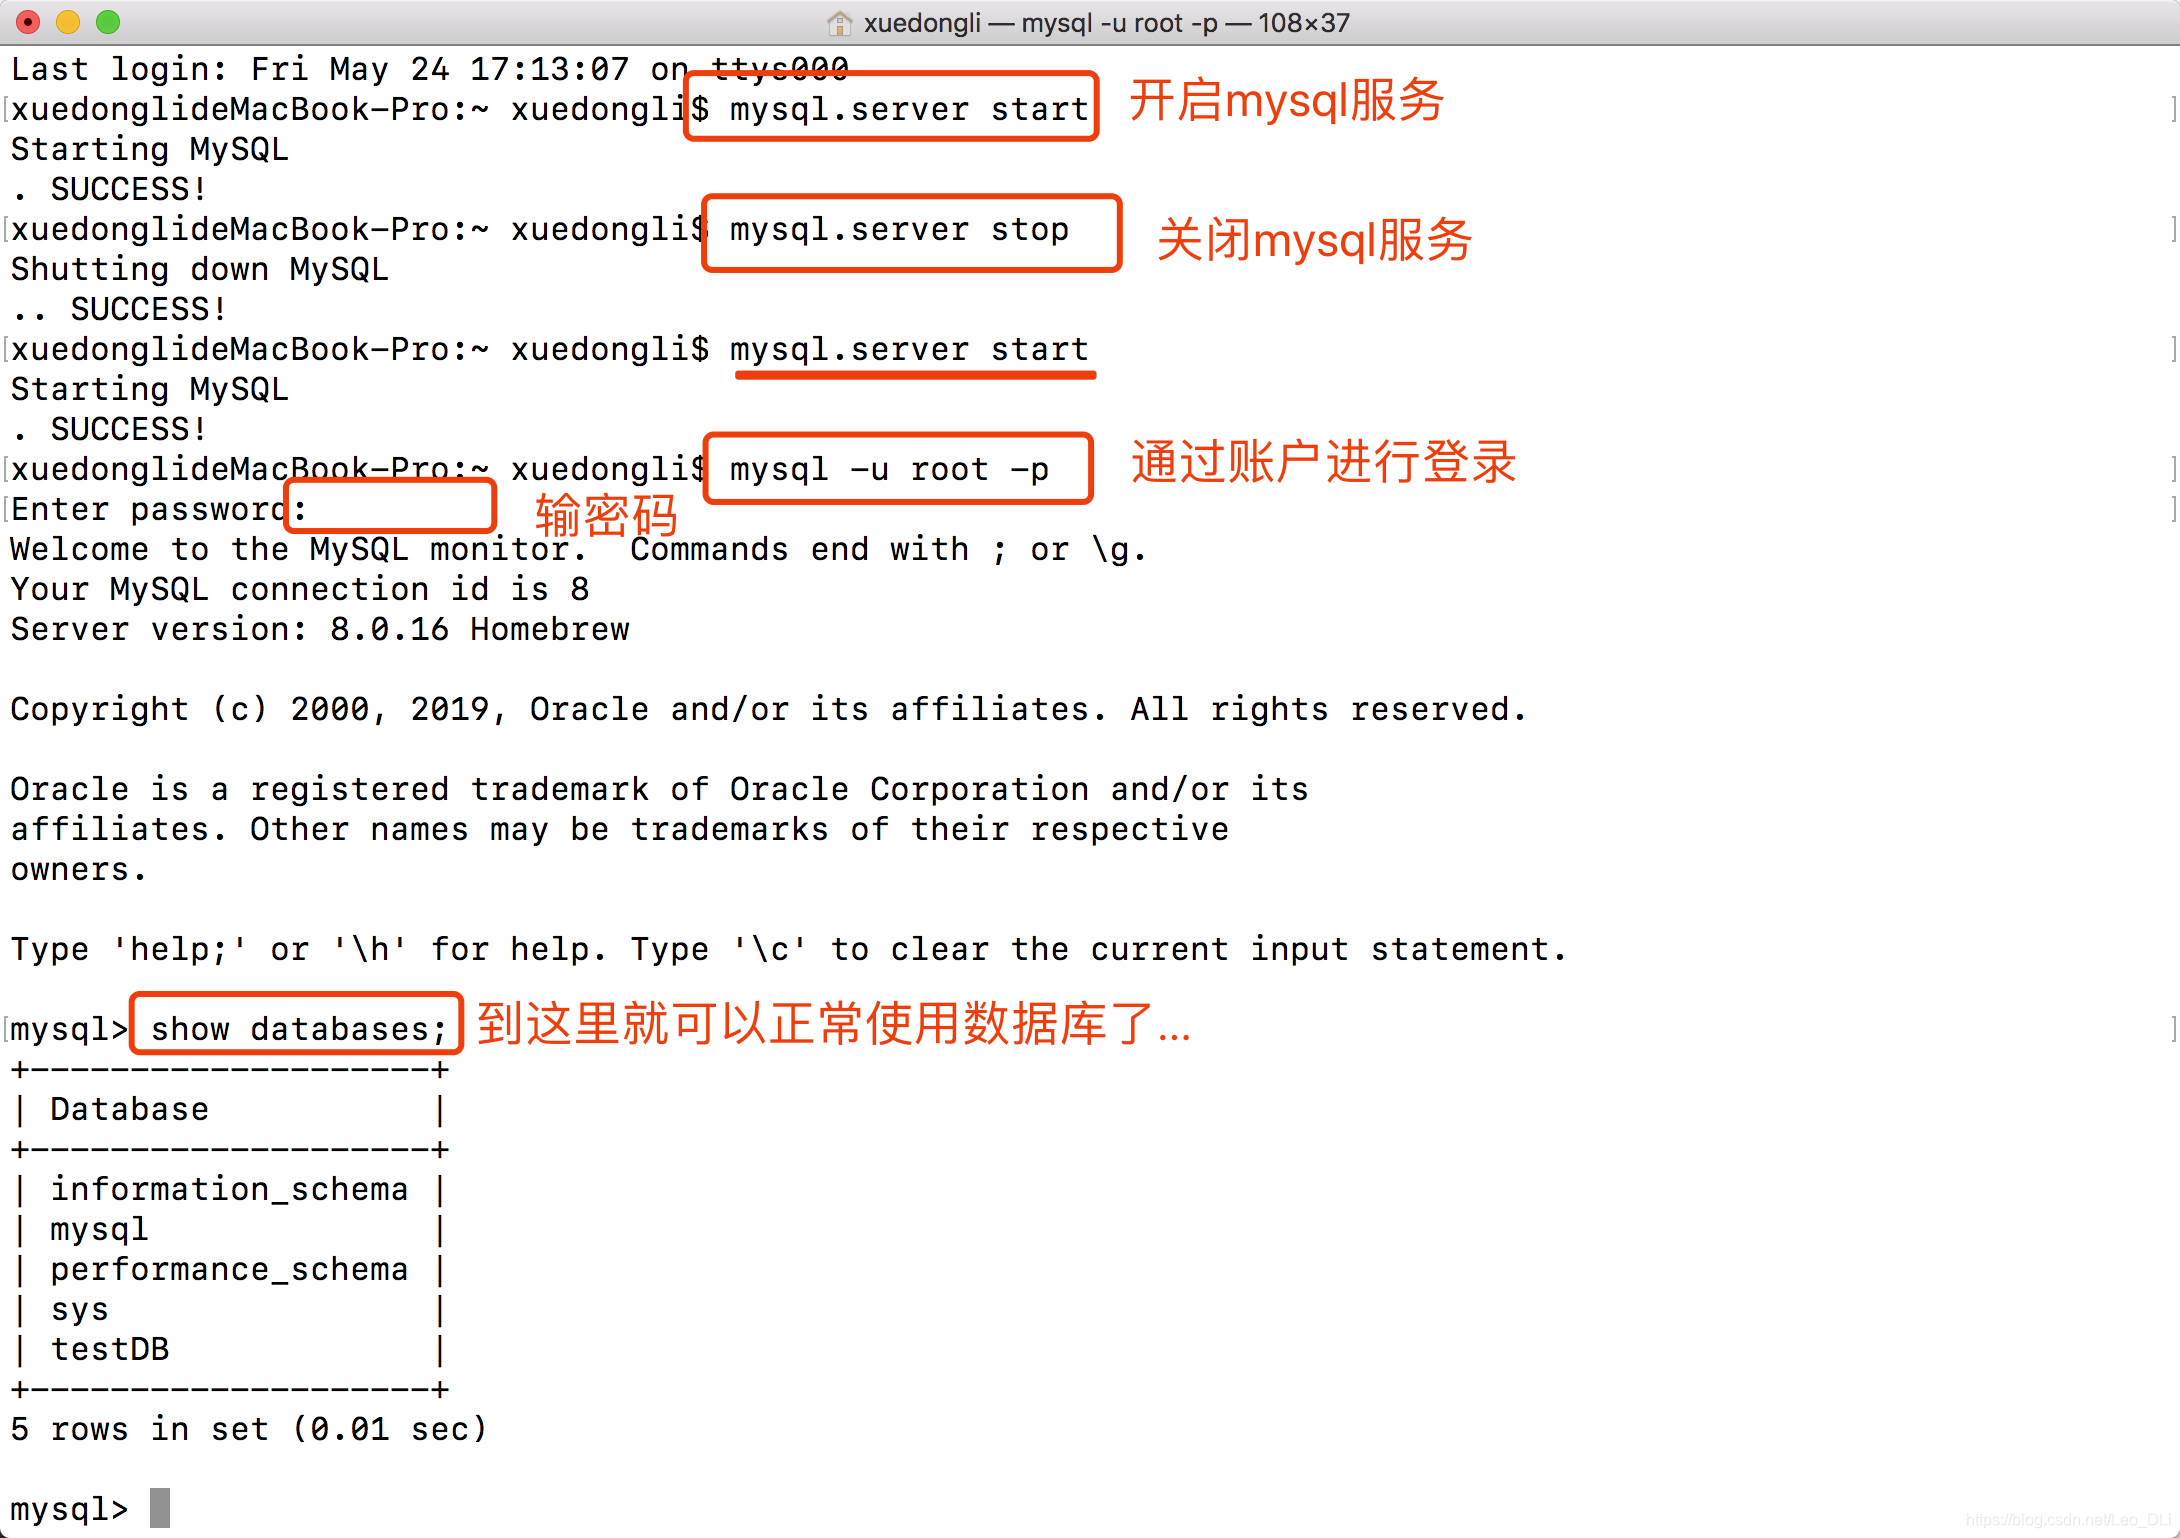 xuedongli — mysql -u root -p — 108×37
Last login: Fri May 24 17:13:07 on ttys000
[xuedonglideMacBook-Pro:~ xuedongli$ mysql.server start ] 开启mysql服务
Starting MySQL
. SUCCESS!
[xuedonglideMacBook-Pro:~ xuedongli$ mysql.server stop ] 关闭mysql服务
Shutting down MySQL
.. SUCCESS!
[xuedonglideMacBook-Pro:~ xuedongli$ mysql.server start ]
Starting MySQL
. SUCCESS!
[xuedonglideMacBook-Pro:~ xuedongli$ mysql -u root -p ] 通过账户进行登录
[Enter password: ] 输密码
Welcome to the MySQL monitor.  Commands end with ; or \g.
Your MySQL connection id is 8
Server version: 8.0.16 Homebrew
Copyright (c) 2000, 2019, Oracle and/or its affiliates. All rights reserved.
Oracle is a registered trademark of Oracle Corporation and/or its
affiliates. Other names may be trademarks of their respective
owners.
Type 'help;' or '\h' for help. Type '\c' to clear the current input statement.
[mysql> show databases; ] 到这里就可以正常使用数据库了...
+--------------------+
| Database           |
+--------------------+
| information_schema |
| mysql              |
| performance_schema |
| sys                |
| testDB             |
+--------------------+
5 rows in set (0.01 sec)
mysql>
https://blog.csdn.net/Leo_DLi